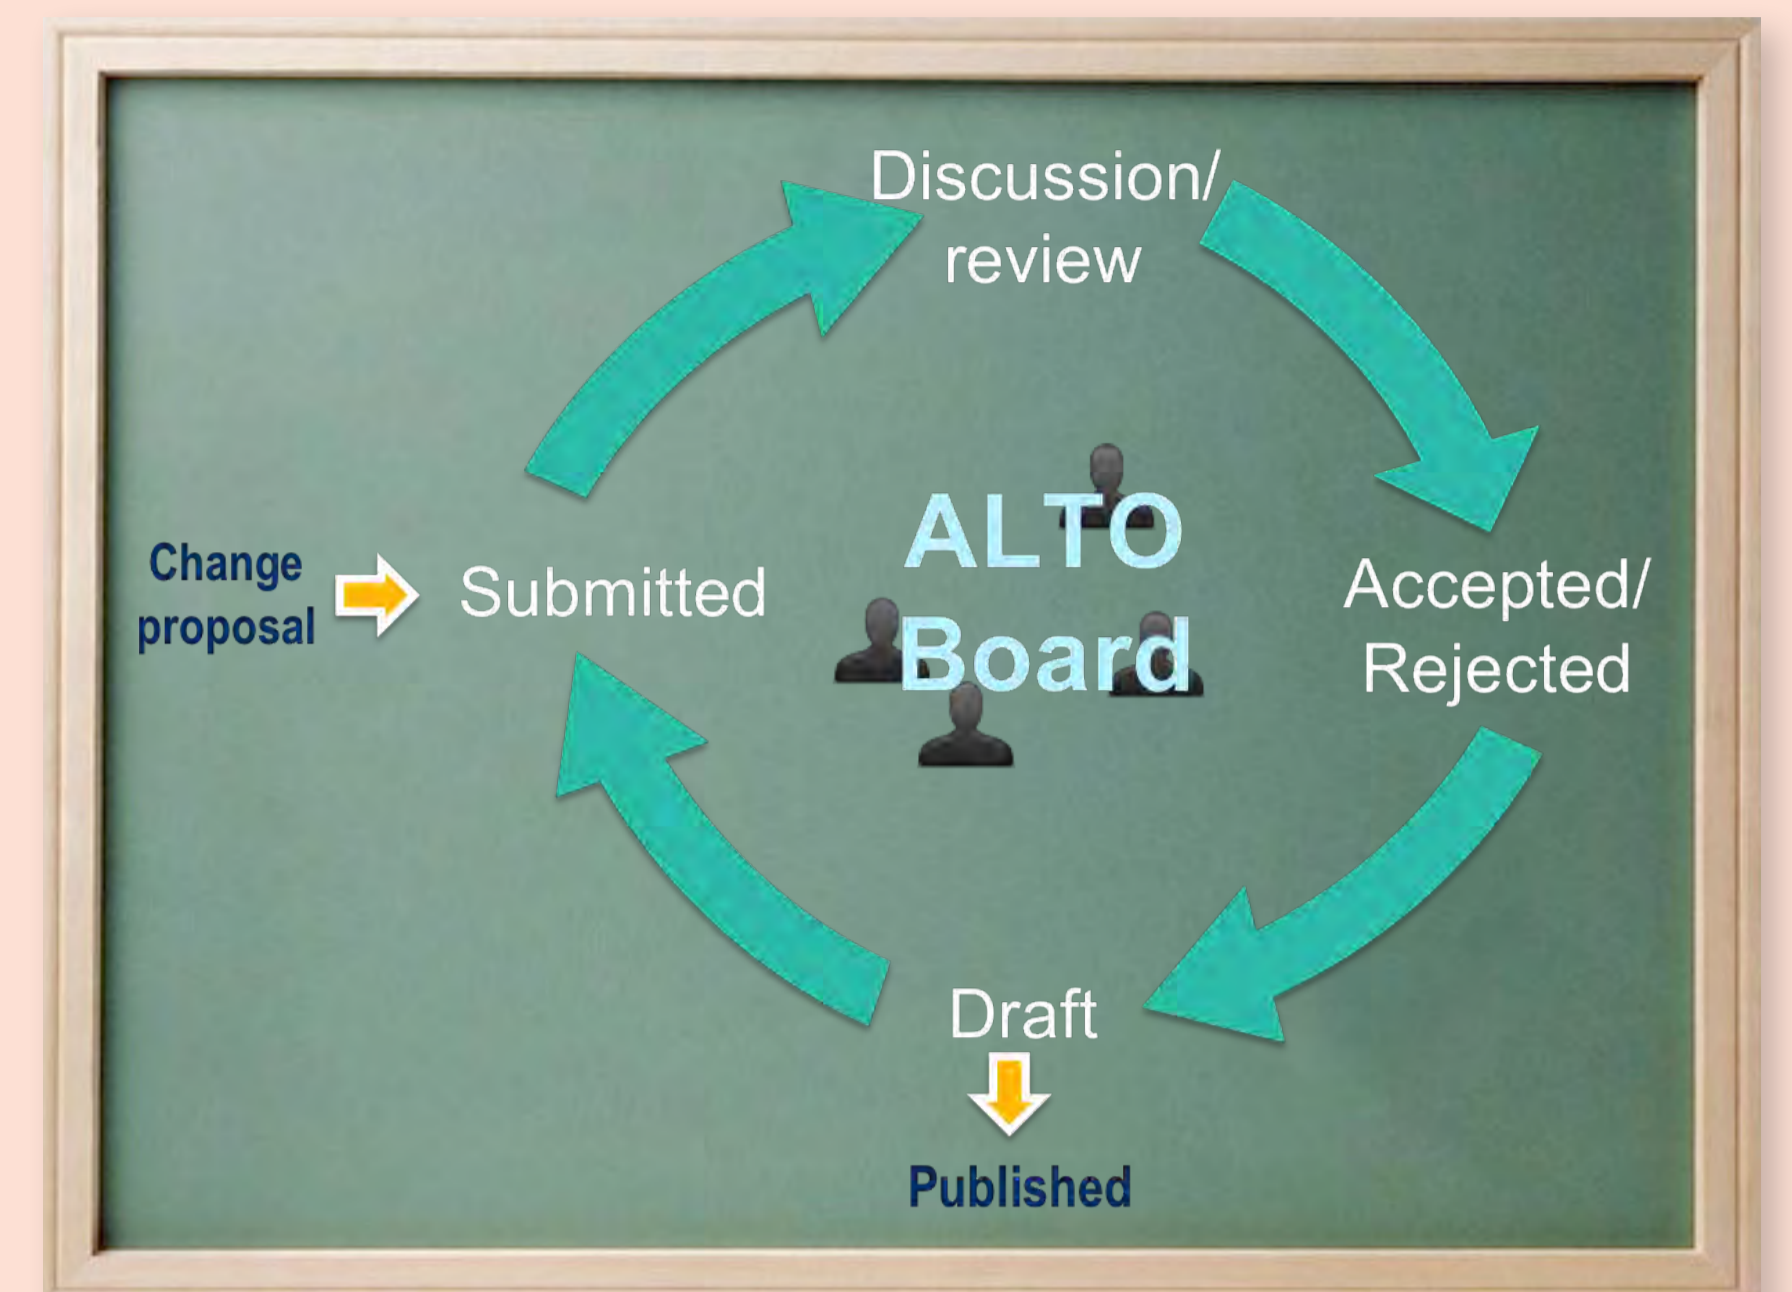 Discussion/
review
Change
proposal
Submitted
ALTO
Board
Accepted/
Rejected
Draft
Published